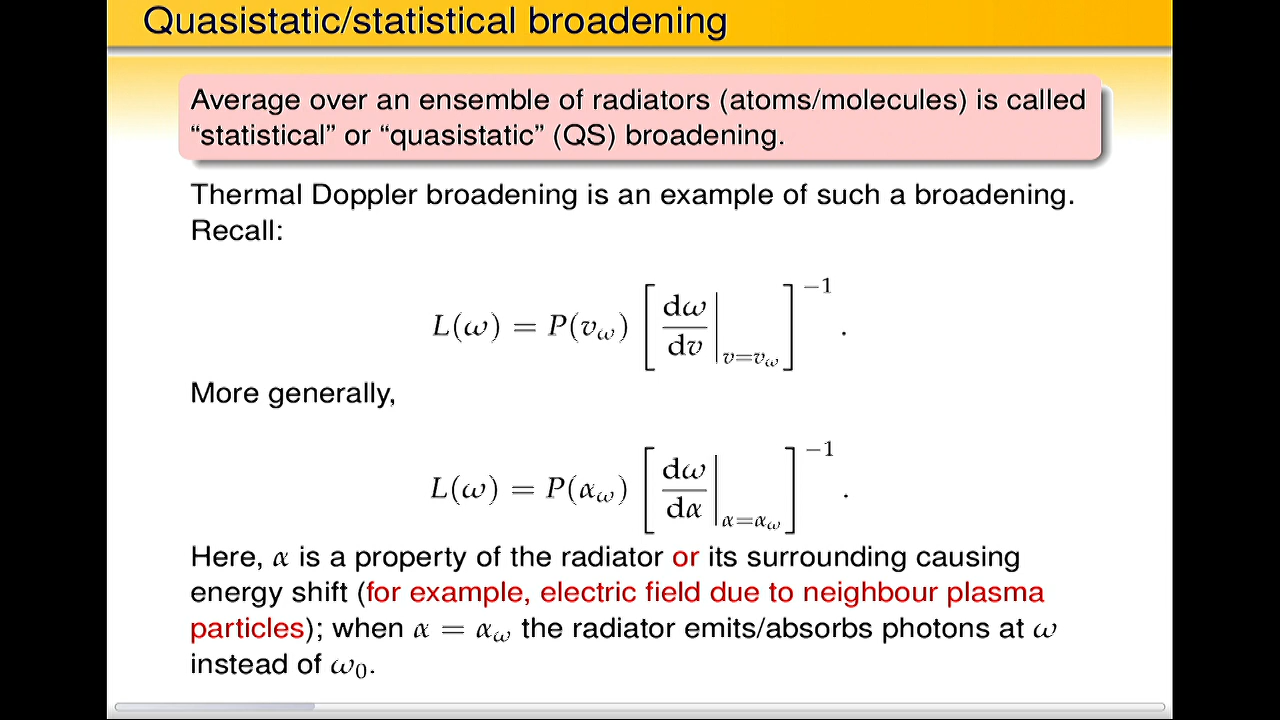 Quasistatic/statistical broadening
Average over an ensemble of radiators (atoms/molecules) is called
“statistical” or “quasistatic” (QS) broadening.
Thermal Doppler broadening is an example of such a broadening.
Recall:
L(ω) = P(v_ω) [ dω/dv |_{v=v_ω} ]^{−1} .
More generally,
L(ω) = P(α_ω) [ dω/dα |_{α=α_ω} ]^{−1} .
Here, α is a property of the radiator or its surrounding causing
energy shift (for example, electric field due to neighbour plasma
particles); when α = α_ω the radiator emits/absorbs photons at ω
instead of ω₀.